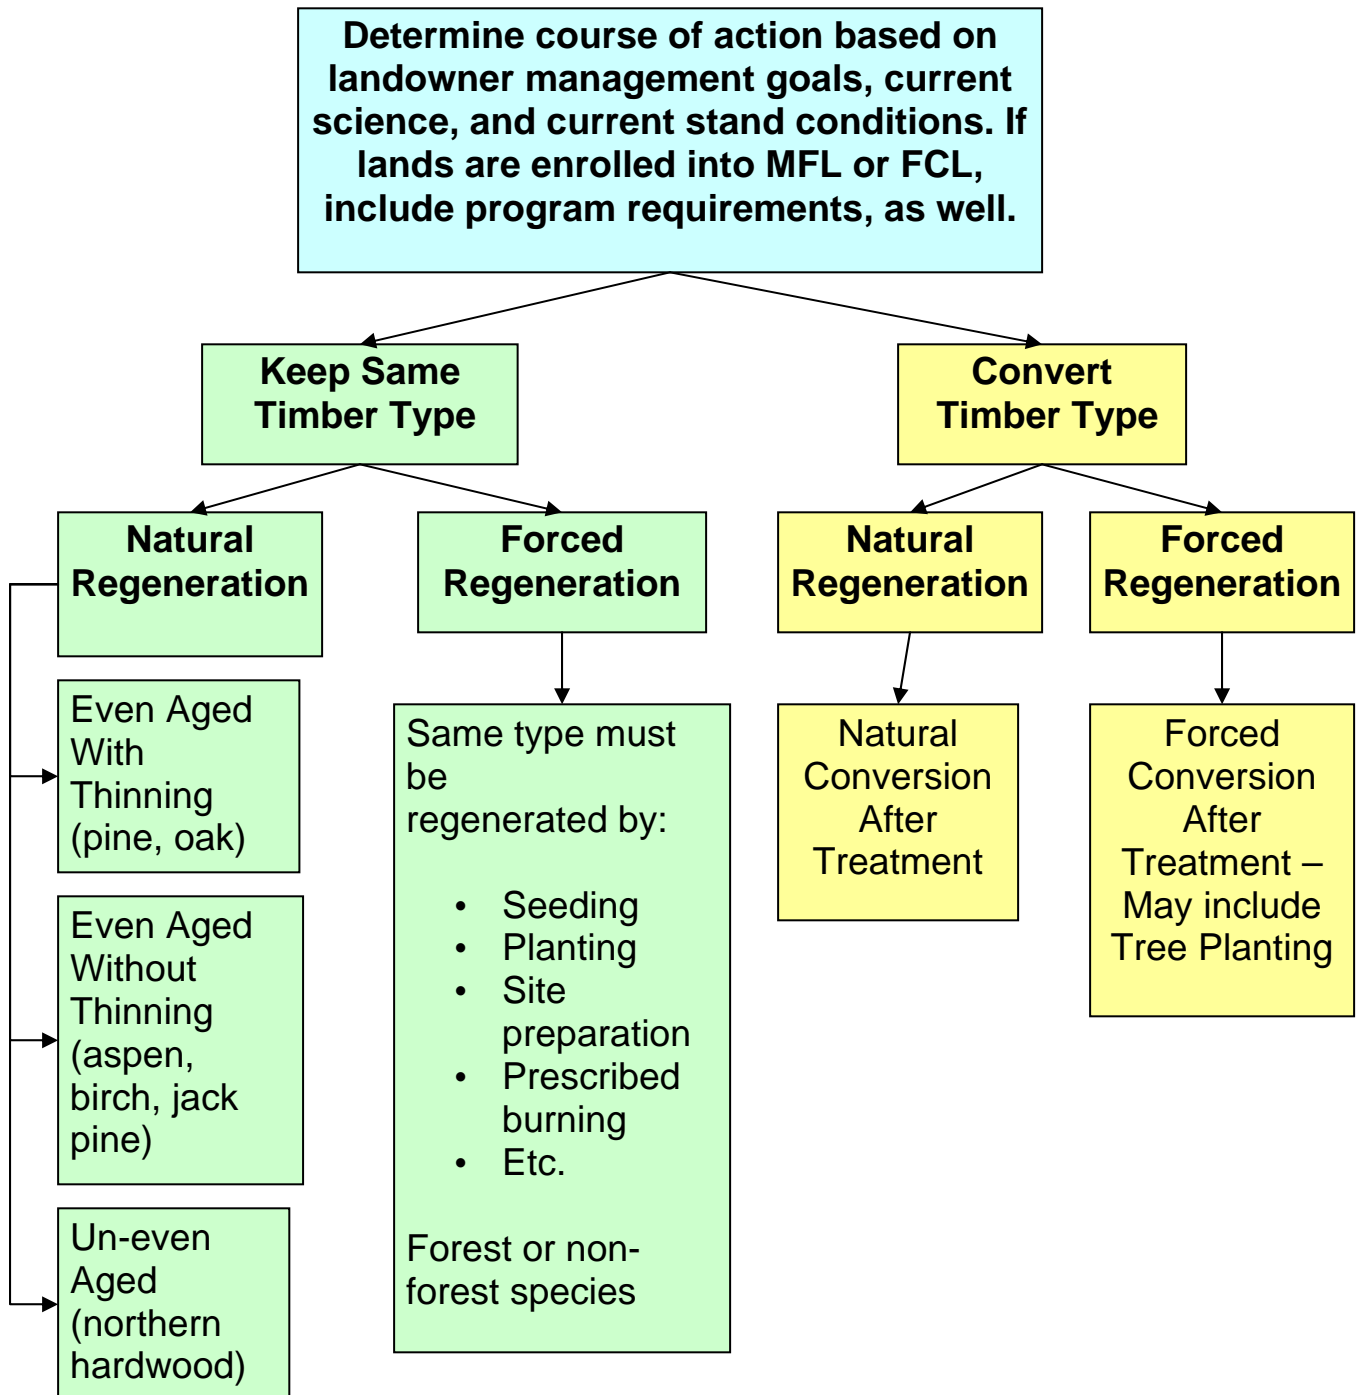 Determine course of action based on
landowner management goals, current
science, and current stand conditions. If
lands are enrolled into MFL or FCL,
include program requirements, as well.
Keep Same
Timber Type
Convert
Timber Type
Natural
Regeneration
Forced
Regeneration
Natural
Regeneration
Forced
Regeneration
Even Aged
With
Thinning
(pine, oak)
Even Aged
Without
Thinning
(aspen,
birch, jack
pine)
Un-even
Aged
(northern
hardwood)
Same type must
be
regenerated by:
• Seeding
• Planting
• Site
preparation
• Prescribed
burning
• Etc.
Forest or non-
forest species
Natural
Conversion
After
Treatment
Forced
Conversion
After
Treatment –
May include
Tree Planting